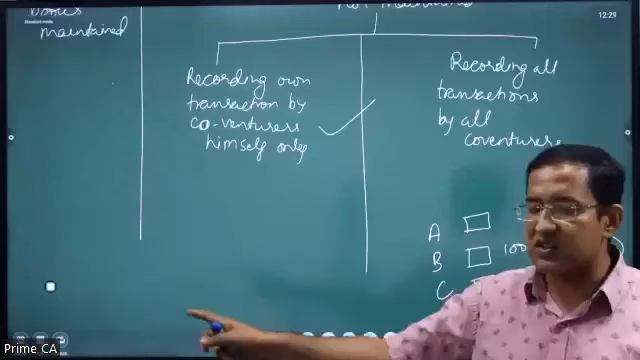 12:29
maintained
Recording own
transaction by
co-venturers
himself only
Recording all
transactions
by all
coventurers
A
B
100
C
Prime CA